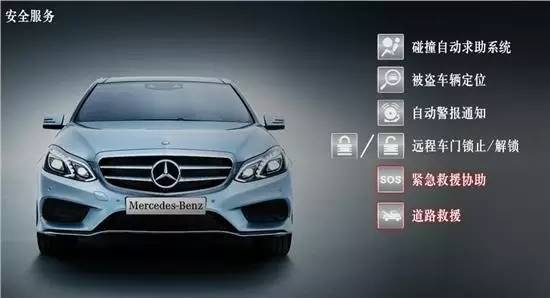 安全服务
碰撞自动求助系统
被盗车辆定位
自动警报通知
/ 远程车门锁止/解锁
SOS 紧急救援协助
道路救援
Mercedes-Benz